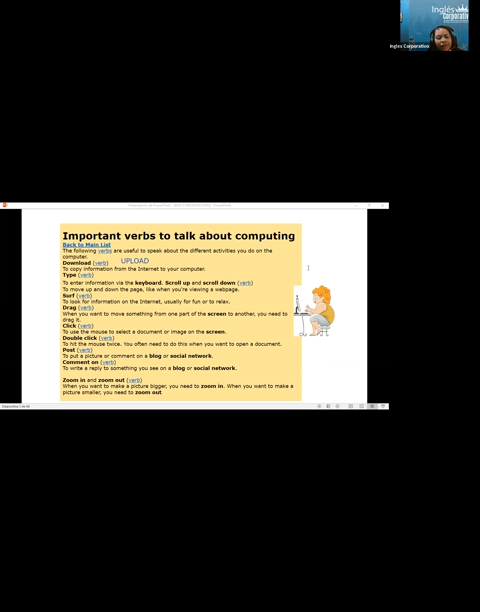 Inglés
Corporativo
Ingles Corporativo
Important verbs to talk about computing
Back to Main List
The following verbs are useful to speak about the different activities you do on the
computer.
Download (verb) UPLOAD
To copy information from the Internet to your computer.
Type (verb)
To enter information via the keyboard. Scroll up and scroll down (verb)
To move up and down the page, like when you're viewing a webpage.
Surf (verb)
To look for information on the Internet, usually for fun or to relax.
Drag (verb)
When you want to move something from one part of the screen to another, you need to
drag it.
Click (verb)
To use the mouse to select a document or image on the screen.
Double click (verb)
To hit the mouse twice. You often need to do this when you want to open a document.
Post (verb)
To put a picture or comment on a blog or social network.
Comment on (verb)
To write a reply to something you see on a blog or social network.
Zoom in and zoom out (verb)
When you want to make a picture bigger, you need to zoom in. When you want to make a
picture smaller, you need to zoom out.